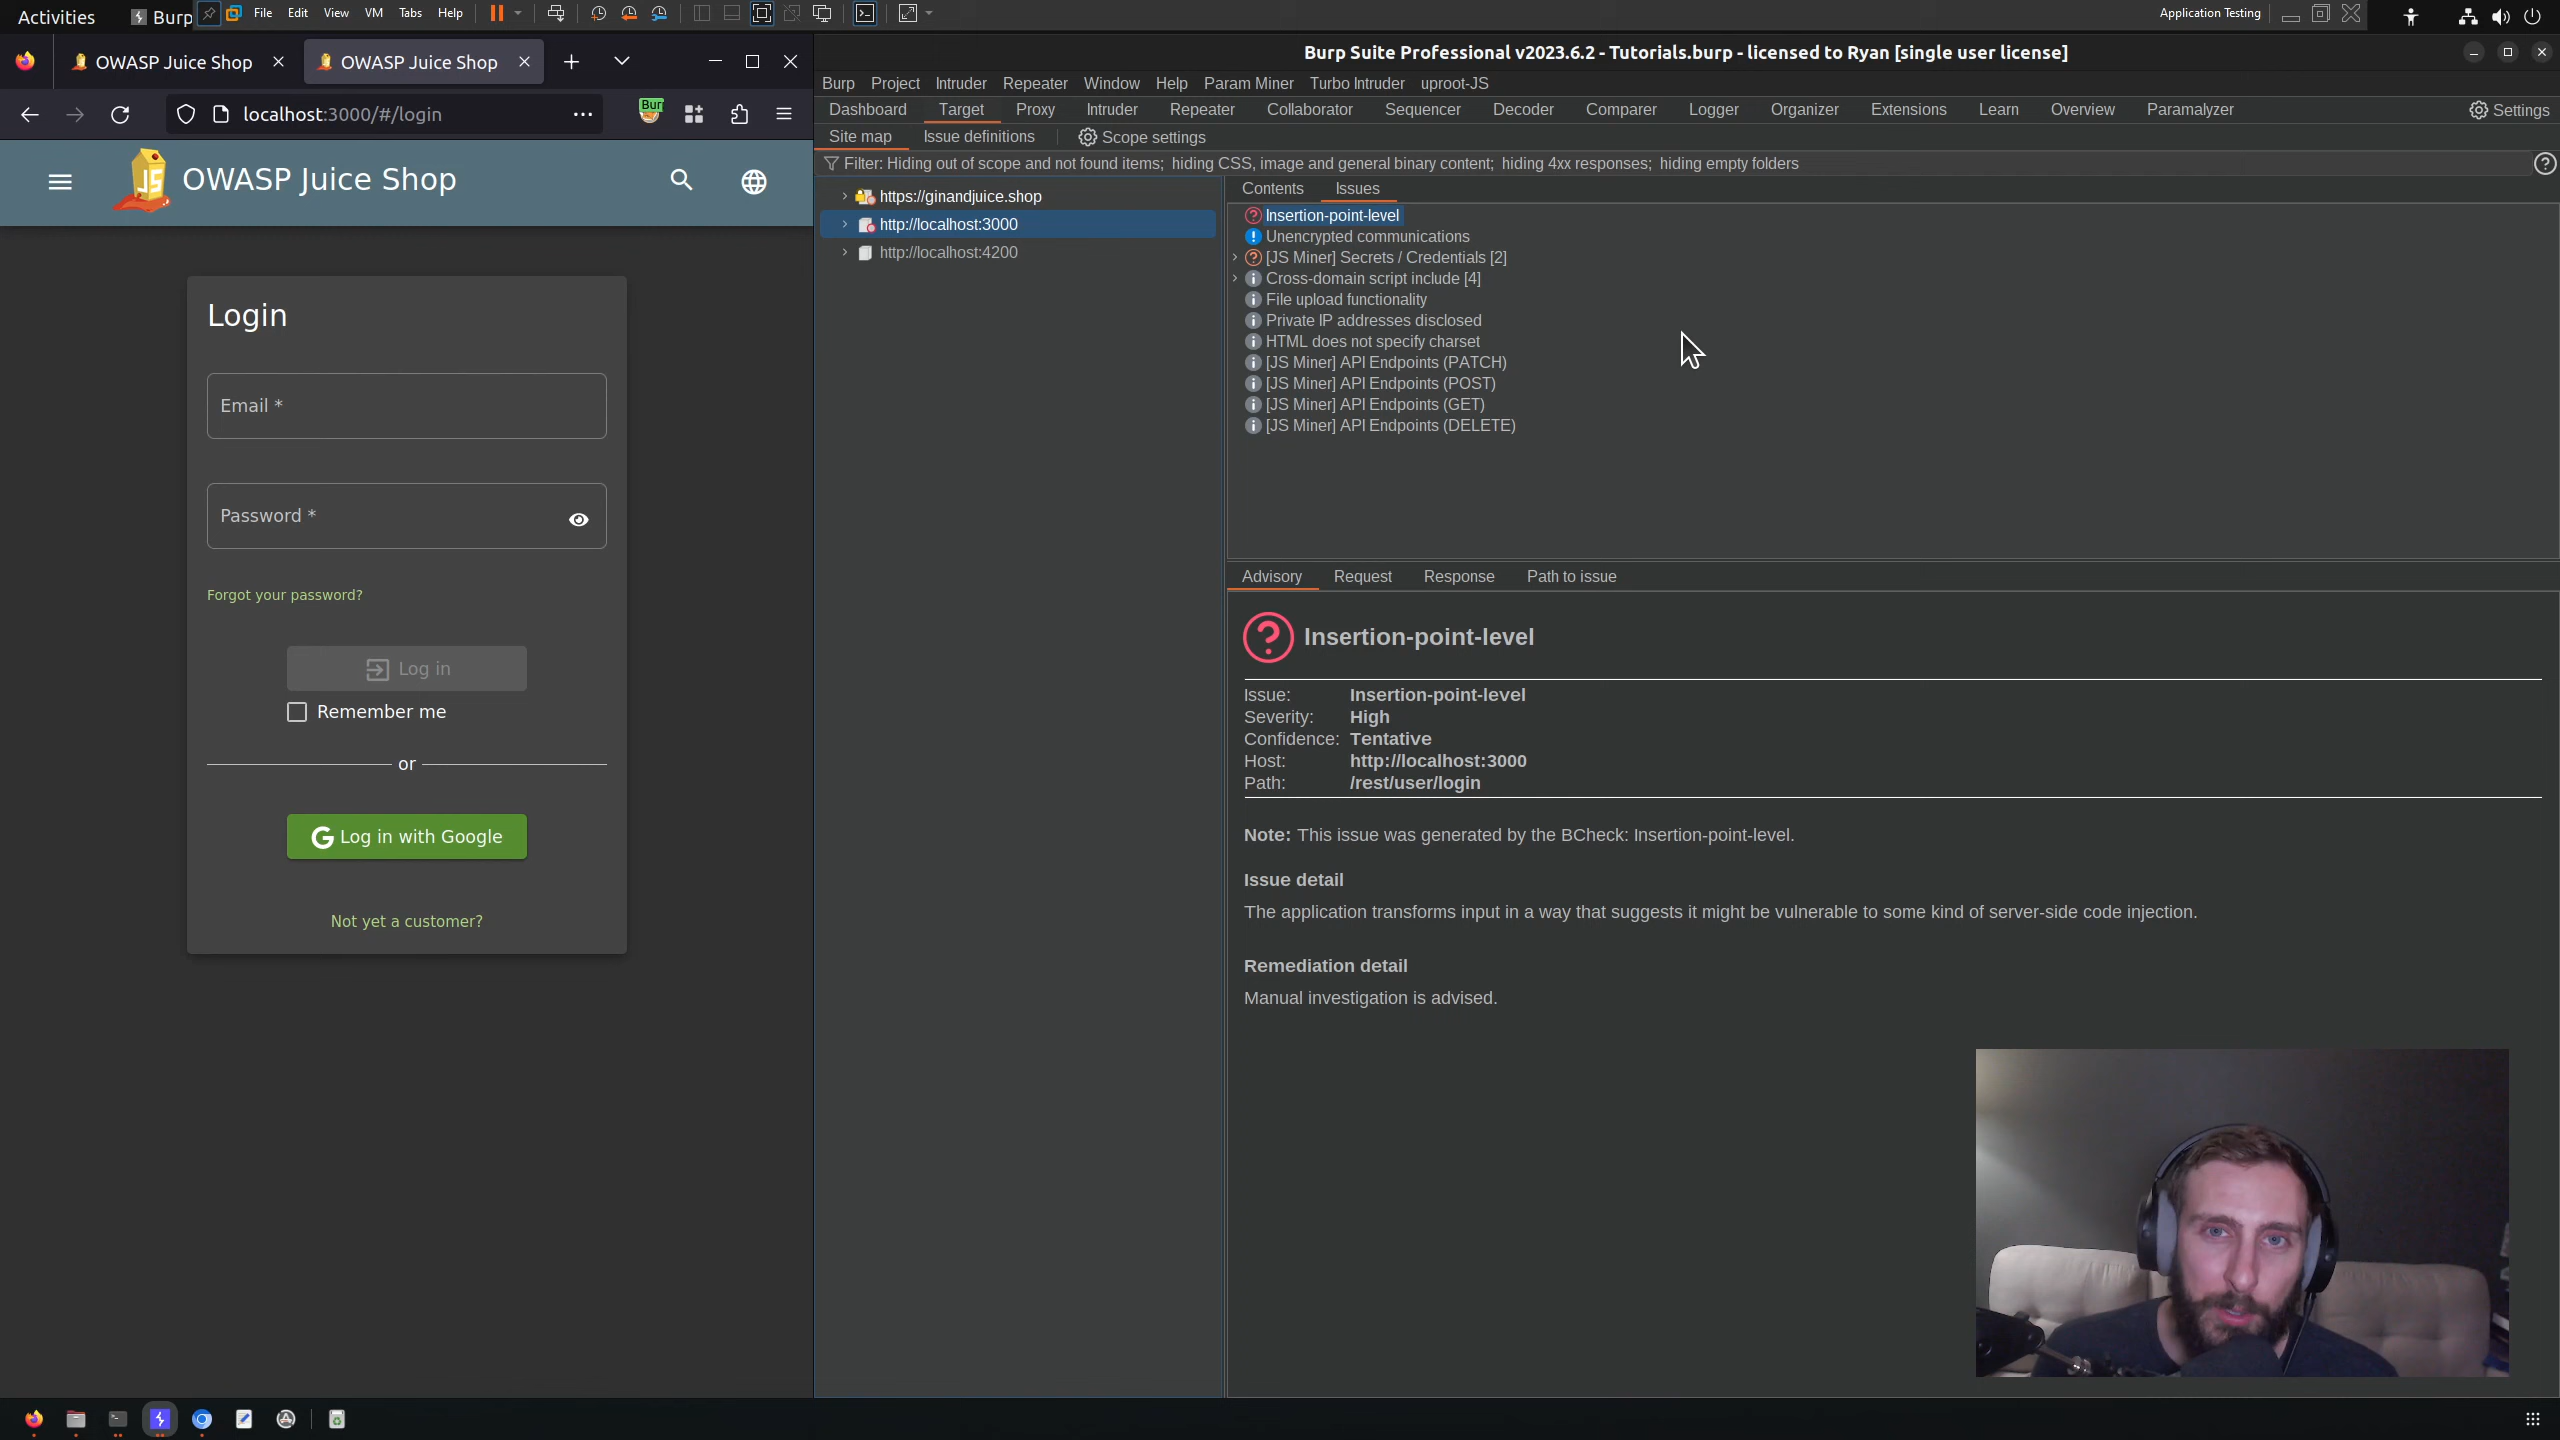 Activities
Burp
File Edit View VM Tabs Help
Application Testing
OWASP Juice Shop
OWASP Juice Shop
Burp Suite Professional v2023.6.2 - Tutorials.burp - licensed to Ryan [single user license]
Burp Project Intruder Repeater Window Help Param Miner Turbo Intruder uproot-JS
localhost:3000/#/login
Bur
Dashboard Target Proxy Intruder Repeater Collaborator Sequencer Decoder Comparer Logger Organizer Extensions Learn Overview Paramalyzer Settings
Site map Issue definitions Scope settings
Filter: Hiding out of scope and not found items; hiding CSS, image and general binary content; hiding 4xx responses; hiding empty folders
JS
OWASP Juice Shop
Login
Email *
Password *
Forgot your password?
Log in
Remember me
or
G Log in with Google
Not yet a customer?
https://ginandjuice.shop
http://localhost:3000
http://localhost:4200
Contents Issues
Insertion-point-level
Unencrypted communications
[JS Miner] Secrets / Credentials [2]
Cross-domain script include [4]
File upload functionality
Private IP addresses disclosed
HTML does not specify charset
[JS Miner] API Endpoints (PATCH)
[JS Miner] API Endpoints (POST)
[JS Miner] API Endpoints (GET)
[JS Miner] API Endpoints (DELETE)
Advisory Request Response Path to issue
Insertion-point-level
Issue: Insertion-point-level
Severity: High
Confidence: Tentative
Host: http://localhost:3000
Path: /rest/user/login
Note: This issue was generated by the BCheck: Insertion-point-level.
Issue detail
The application transforms input in a way that suggests it might be vulnerable to some kind of server-side code injection.
Remediation detail
Manual investigation is advised.